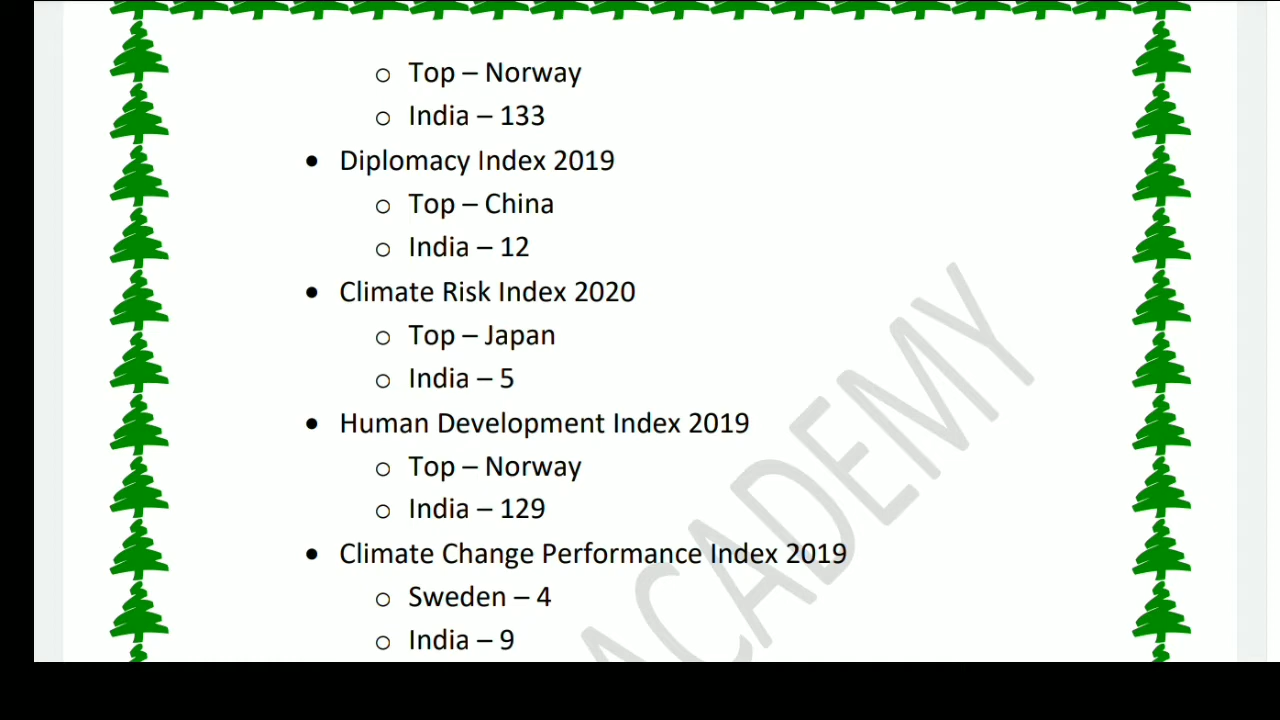 ○ Top – Norway
○ India – 133
• Diplomacy Index 2019
○ Top – China
○ India – 12
• Climate Risk Index 2020
○ Top – Japan
○ India – 5
• Human Development Index 2019
○ Top – Norway
○ India – 129
• Climate Change Performance Index 2019
○ Sweden – 4
○ India – 9
ACADEMY